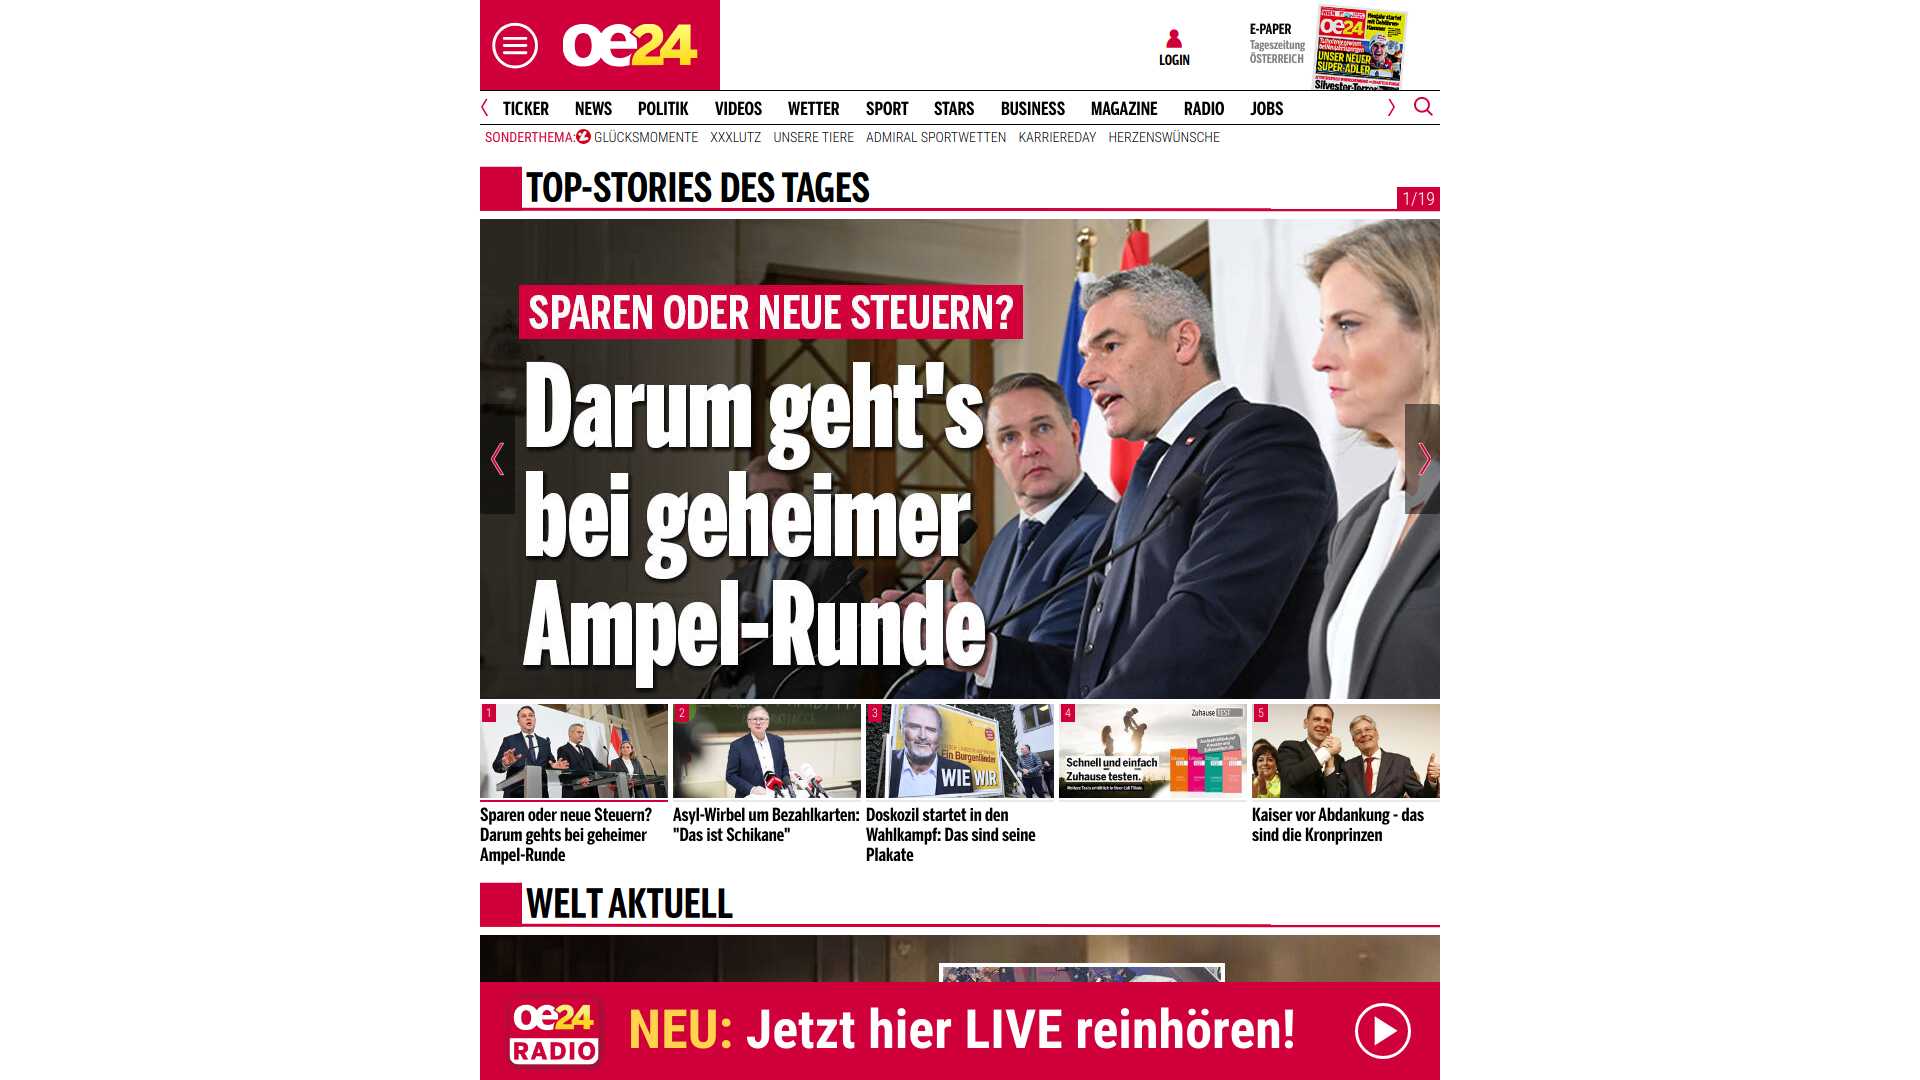 oe24
LOGIN
E-PAPER
Tageszeitung
ÖSTERREICH
oe24
UNSER NEUER
SUPER-ADLER
TICKER NEWS POLITIK VIDEOS WETTER SPORT STARS BUSINESS MAGAZINE RADIO JOBS
SONDERTHEMA: GLÜCKSMOMENTE XXXLUTZ UNSERE TIERE ADMIRAL SPORTWETTEN KARRIEREDAY HERZENSWÜNSCHE
TOP-STORIES DES TAGES
1/19
SPAREN ODER NEUE STEUERN?
Darum geht's
bei geheimer
Ampel-Runde
1
2
3
Ein Burgenländer
WIE WIR
4
Zuhause TEST
Schnell und einfach
Zuhause testen.
5
Sparen oder neue Steuern?
Darum gehts bei geheimer
Ampel-Runde
Asyl-Wirbel um Bezahlkarten:
"Das ist Schikane"
Doskozil startet in den
Wahlkampf: Das sind seine
Plakate
Kaiser vor Abdankung - das
sind die Kronprinzen
WELT AKTUELL
oe24
RADIO
NEU: Jetzt hier LIVE reinhören!